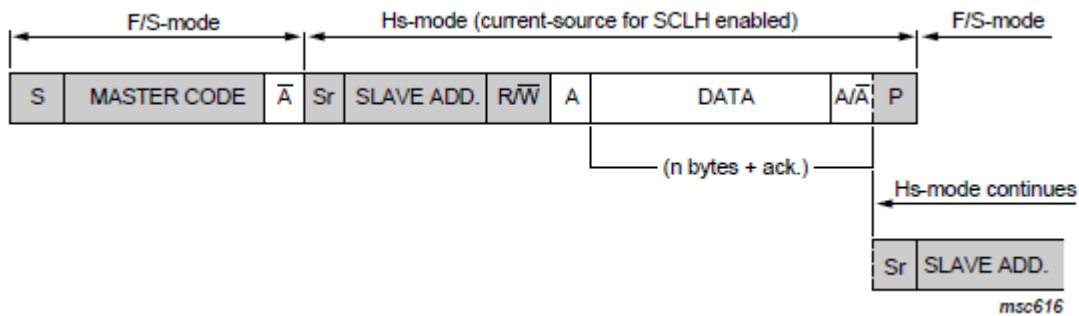 F/S-mode Hs-mode (current-source for SCLH enabled) F/S-mode
S MASTER CODE A̅ Sr SLAVE ADD. R/W̅ A DATA A/A̅ P
(n bytes + ack.)
Hs-mode continues
Sr SLAVE ADD.
msc616